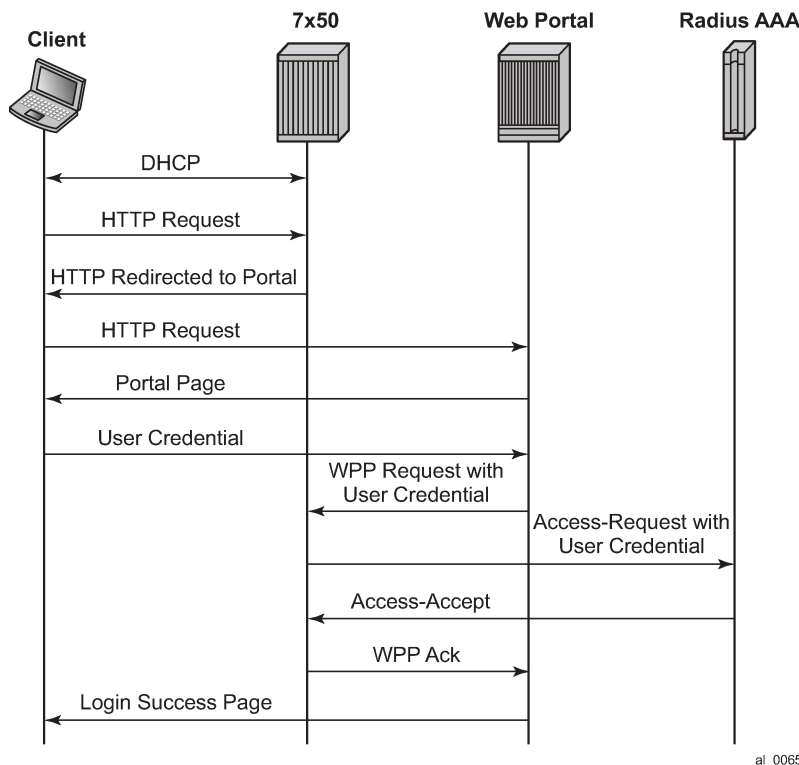 Client
7x50
Web Portal
Radius AAA
DHCP
HTTP Request
HTTP Redirected to Portal
HTTP Request
Portal Page
User Credential
WPP Request with
User Credential
Access-Request with
User Credential
Access-Accept
WPP Ack
Login Success Page
al_0065